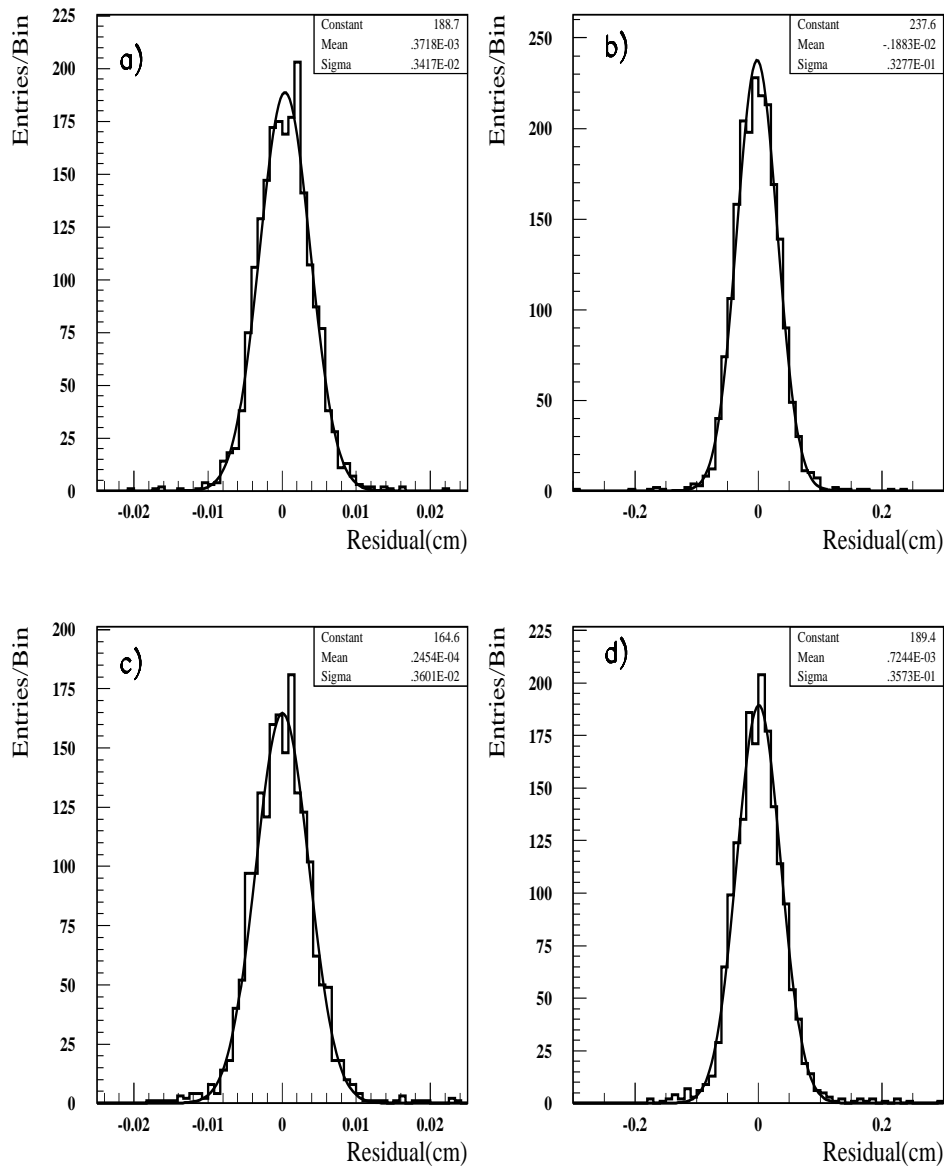 Entries/Bin
a)
Constant 188.7
Mean .3718E-03
Sigma .3417E-02
225
200
175
150
125
100
75
50
25
0
-0.02 -0.01 0 0.01 0.02
Residual(cm)
Entries/Bin
b)
Constant 237.6
Mean -.1883E-02
Sigma .3277E-01
250
200
150
100
50
0
-0.2 0 0.2
Residual(cm)
Entries/Bin
c)
Constant 164.6
Mean .2454E-04
Sigma .3601E-02
200
175
150
125
100
75
50
25
0
-0.02 -0.01 0 0.01 0.02
Residual(cm)
Entries/Bin
d)
Constant 189.4
Mean .7244E-03
Sigma .3573E-01
225
200
175
150
125
100
75
50
25
0
-0.2 0 0.2
Residual(cm)